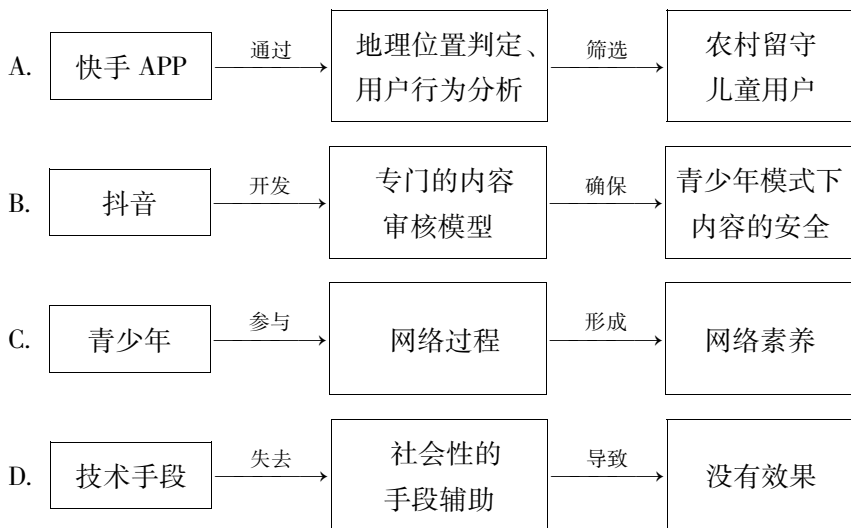 A. 快手 APP 通过 地理位置判定、 筛选 农村留守
用户行为分析 儿童用户
B. 抖音 开发 专门的内容 确保 青少年模式下
审核模型 内容的安全
C. 青少年 参与 网络过程 形成 网络素养
D. 技术手段 失去 社会性的 导致 没有效果
手段辅助